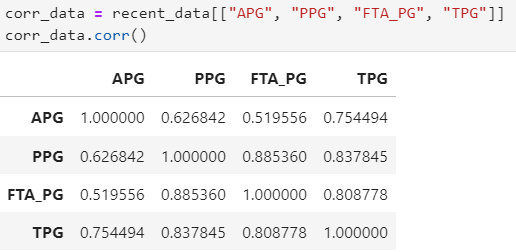 corr_data = recent_data[["APG", "PPG", "FTA_PG", "TPG"]]
corr_data.corr()
APG PPG FTA_PG TPG
APG 1.000000 0.626842 0.519556 0.754494
PPG 0.626842 1.000000 0.885360 0.837845
FTA_PG 0.519556 0.885360 1.000000 0.808778
TPG 0.754494 0.837845 0.808778 1.000000